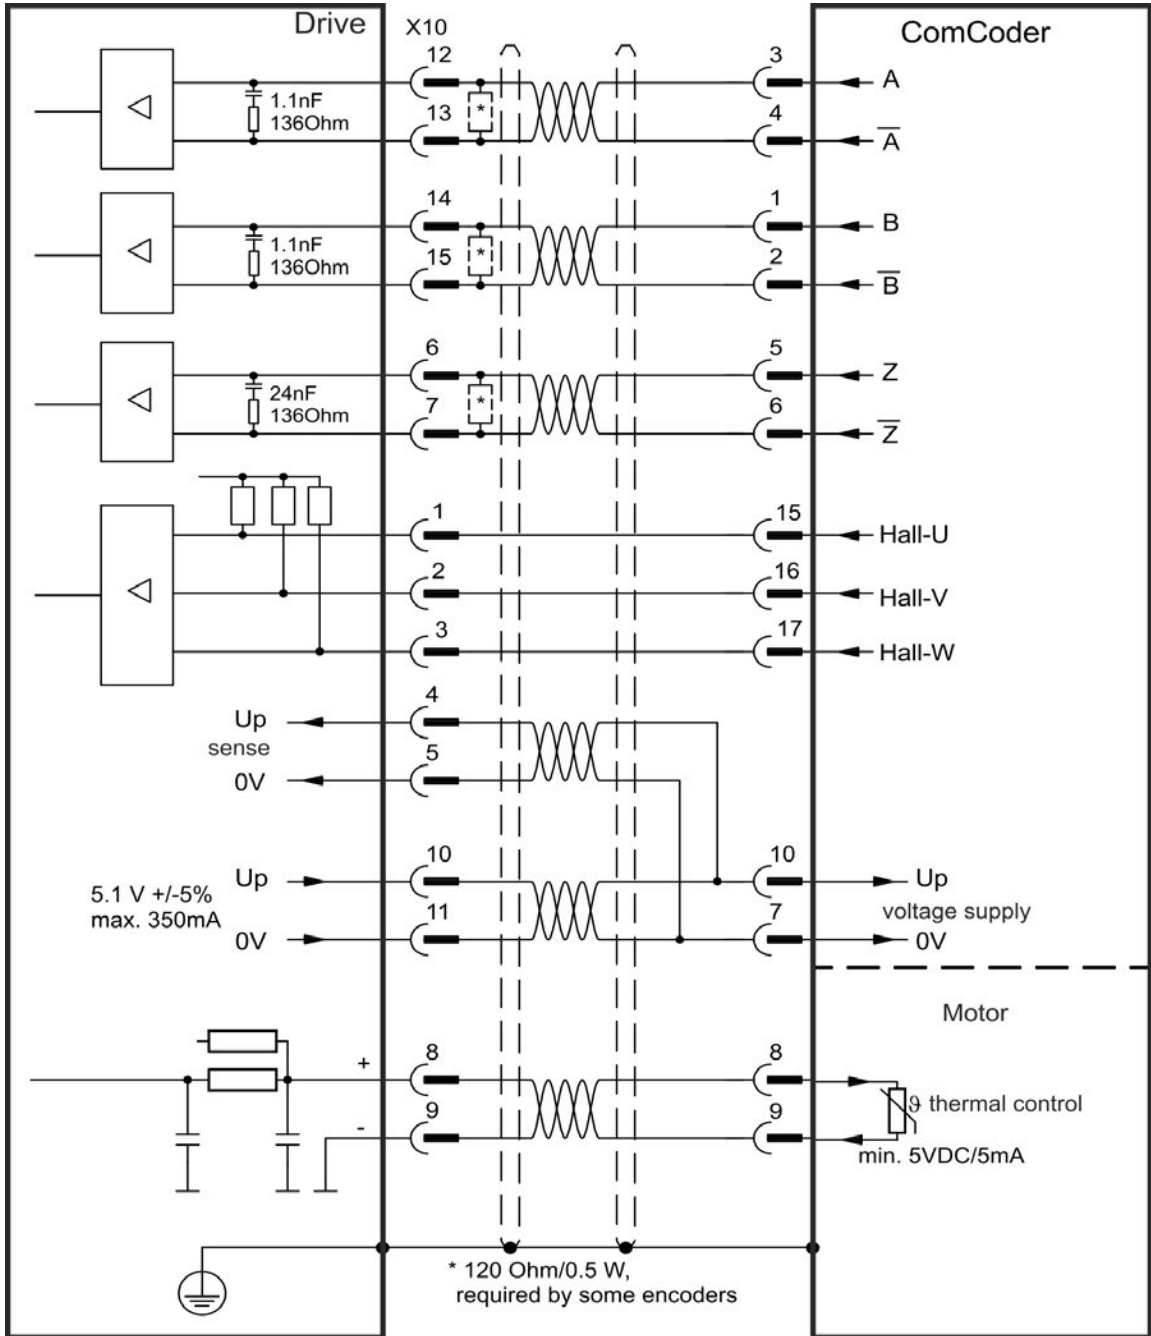 Drive
X10
ComCoder
12
3
A
1.1nF
136Ohm
*
13
4
A̅
14
1
B
1.1nF
136Ohm
*
15
2
B̅
6
5
Z
24nF
136Ohm
*
7
6
Z̅
1
15
Hall-U
2
16
Hall-V
3
17
Hall-W
4
Up
sense
5
0V
10
10
Up
Up
5.1 V +/-5%
max. 350mA
voltage supply
11
7
0V
0V
Motor
+
8
8
ϑ thermal control
-
9
9
min. 5VDC/5mA
* 120 Ohm/0.5 W,
required by some encoders